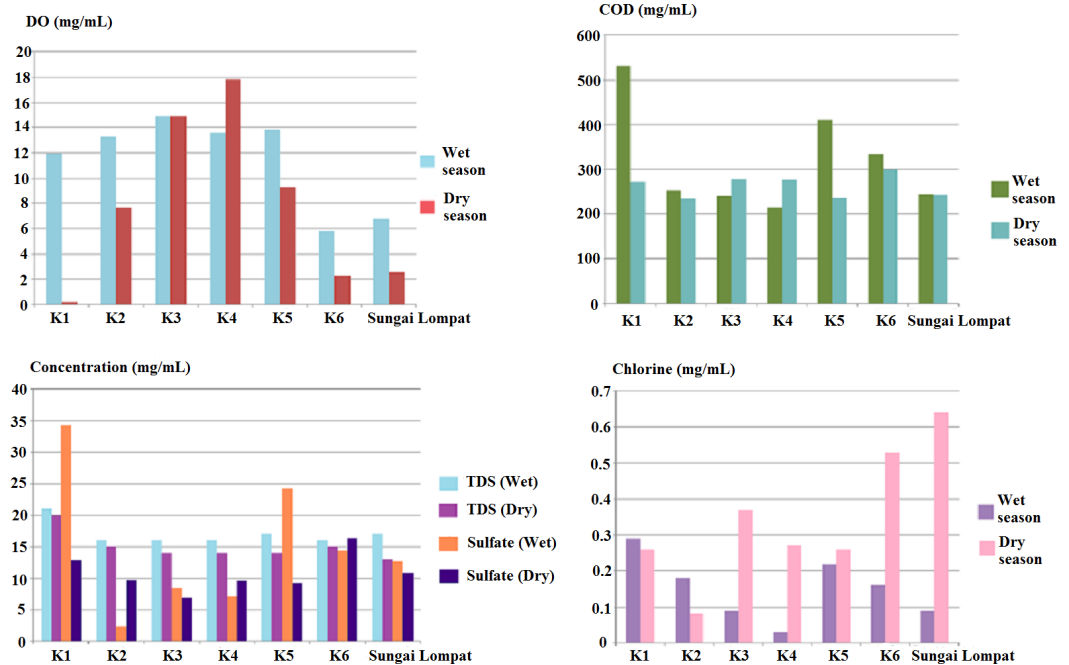 DO (mg/mL)
20
18
16
14
12
10
8
6
4
2
0
K1 K2 K3 K4 K5 K6 Sungai Lompat
Wet
season
Dry
season
COD (mg/mL)
600
500
400
300
200
100
0
K1 K2 K3 K4 K5 K6 Sungai Lompat
Wet
season
Dry
season
Concentration (mg/mL)
40
35
30
25
20
15
10
5
0
K1 K2 K3 K4 K5 K6 Sungai Lompat
TDS (Wet)
TDS (Dry)
Sulfate (Wet)
Sulfate (Dry)
Chlorine (mg/mL)
0.7
0.6
0.5
0.4
0.3
0.2
0.1
0
K1 K2 K3 K4 K5 K6 Sungai Lompat
Wet
season
Dry
season